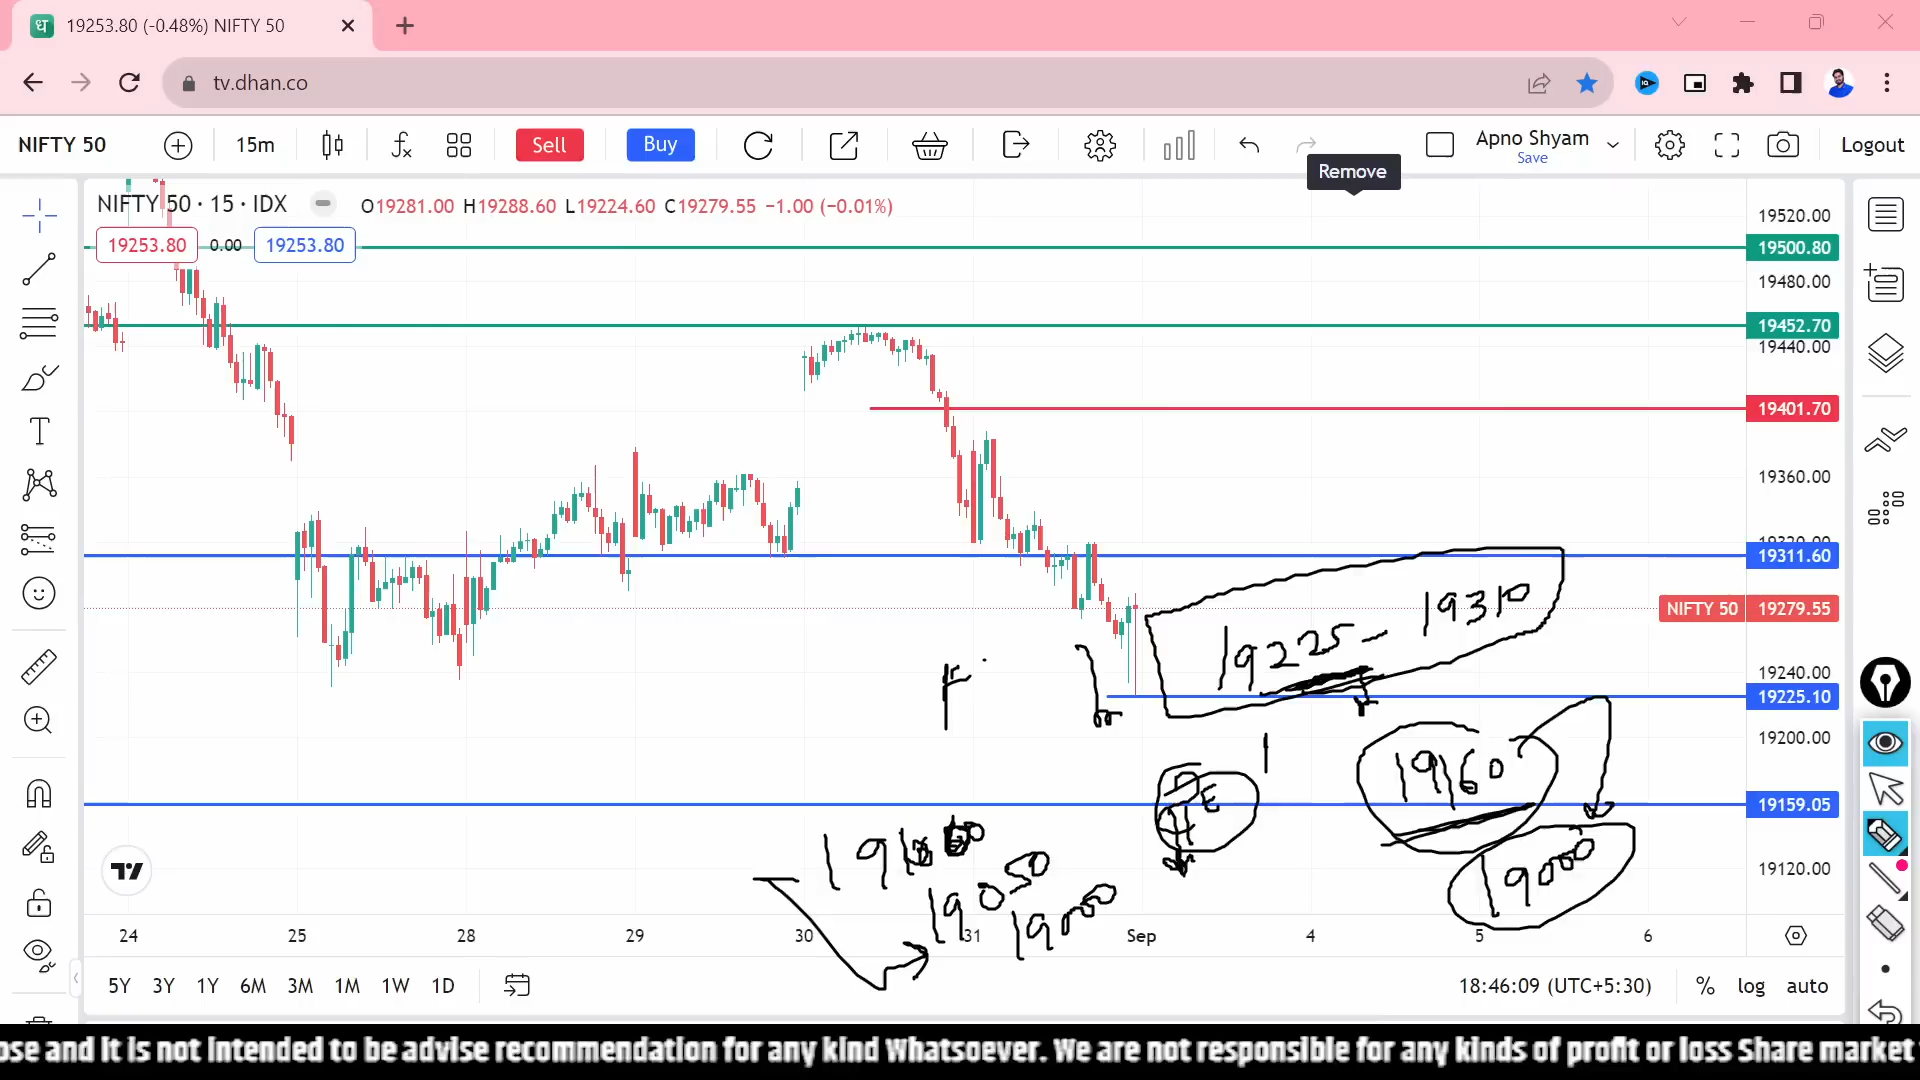 19253.80 (-0.48%) NIFTY 50
tv.dhan.co
NIFTY 50
15m
Sell
Buy
Apno Shyam
Save
Logout
Remove
NIFTY 50 · 15 · IDX
O19281.00 H19288.60 L19224.60 C19279.55 −1.00 (−0.01%)
19253.80 0.00 19253.80
19520.00
19500.80
19480.00
19452.70
19440.00
19401.70
19360.00
19320.00
19311.60
NIFTY 50 19279.55
19240.00
19225.10
19200.00
19159.05
19120.00
19225 - 19310
19160
PE
19050
19000
19000
24 25 28 29 30 31 Sep 4 5 6
5Y 3Y 1Y 6M 3M 1M 1W 1D
18:46:09 (UTC+5:30) % log auto
ose and it is not intended to be advise recommendation for any kind Whatsoever. We are not responsible for any kinds of profit or loss Share market